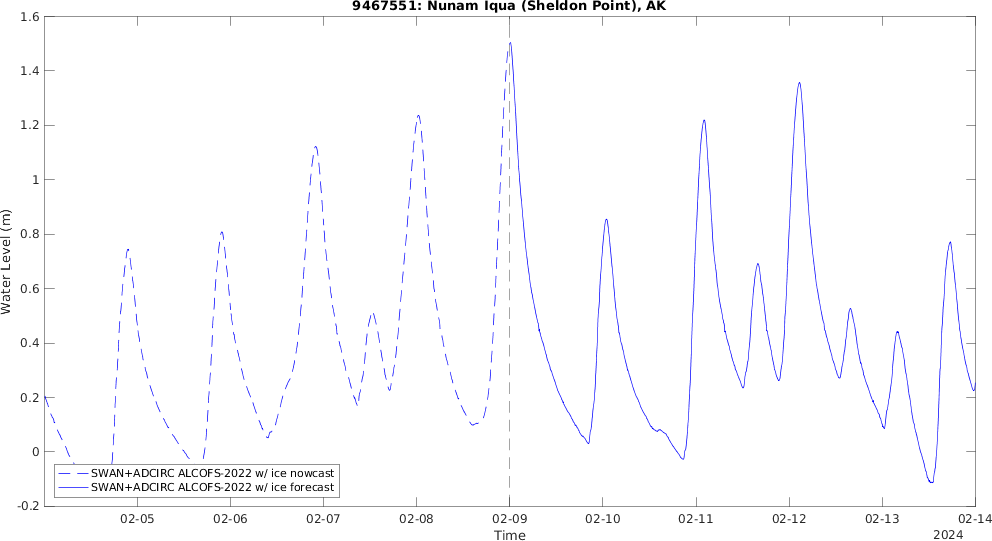 9467551: Nunam Iqua (Sheldon Point), AK
1.6
1.4
1.2
1
0.8
0.6
0.4
0.2
0
-0.2
Water Level (m)
SWAN+ADCIRC ALCOFS-2022 w/ ice nowcast
SWAN+ADCIRC ALCOFS-2022 w/ ice forecast
02-05 02-06 02-07 02-08 02-09 02-10 02-11 02-12 02-13 02-14
Time
2024